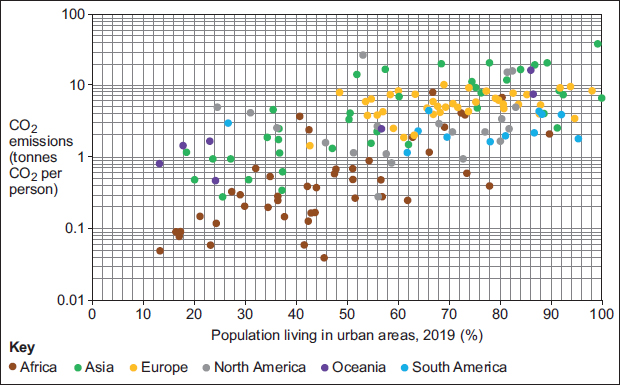 100
10
1
0.1
0.01
CO2
emissions
(tonnes
CO2 per
person)
0 10 20 30 40 50 60 70 80 90 100
Population living in urban areas, 2019 (%)
Key
Africa Asia Europe North America Oceania South America